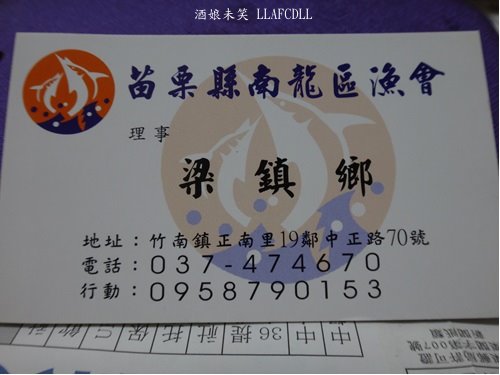 酒娘未笑 LLAFCDLL
苗栗縣南龍區漁會
理事
梁鎮鄉
地址：竹南鎮正南里19鄰中正路70號
電話：037-474670
行動：0958790153